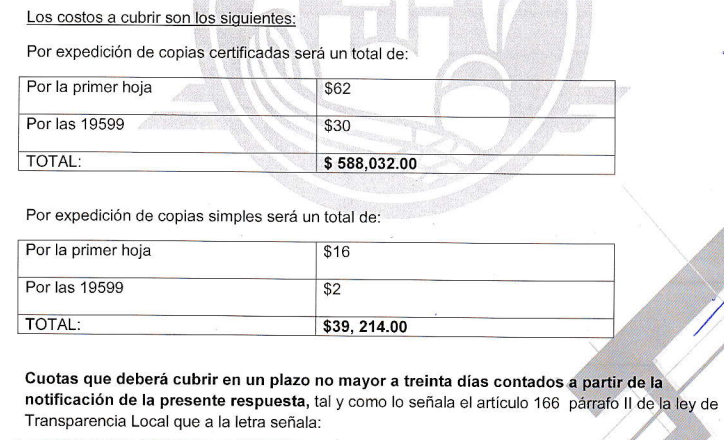 Los costos a cubrir son los siguientes:
Por expedición de copias certificadas será un total de:
Por la primer hoja $62
Por las 19599 $30
TOTAL: $ 588,032.00
Por expedición de copias simples será un total de:
Por la primer hoja $16
Por las 19599 $2
TOTAL: $39, 214.00
Cuotas que deberá cubrir en un plazo no mayor a treinta días contados a partir de la
notificación de la presente respuesta, tal y como lo señala el articulo 166 párrafo II de la ley de
Transparencia Local que a la letra señala: